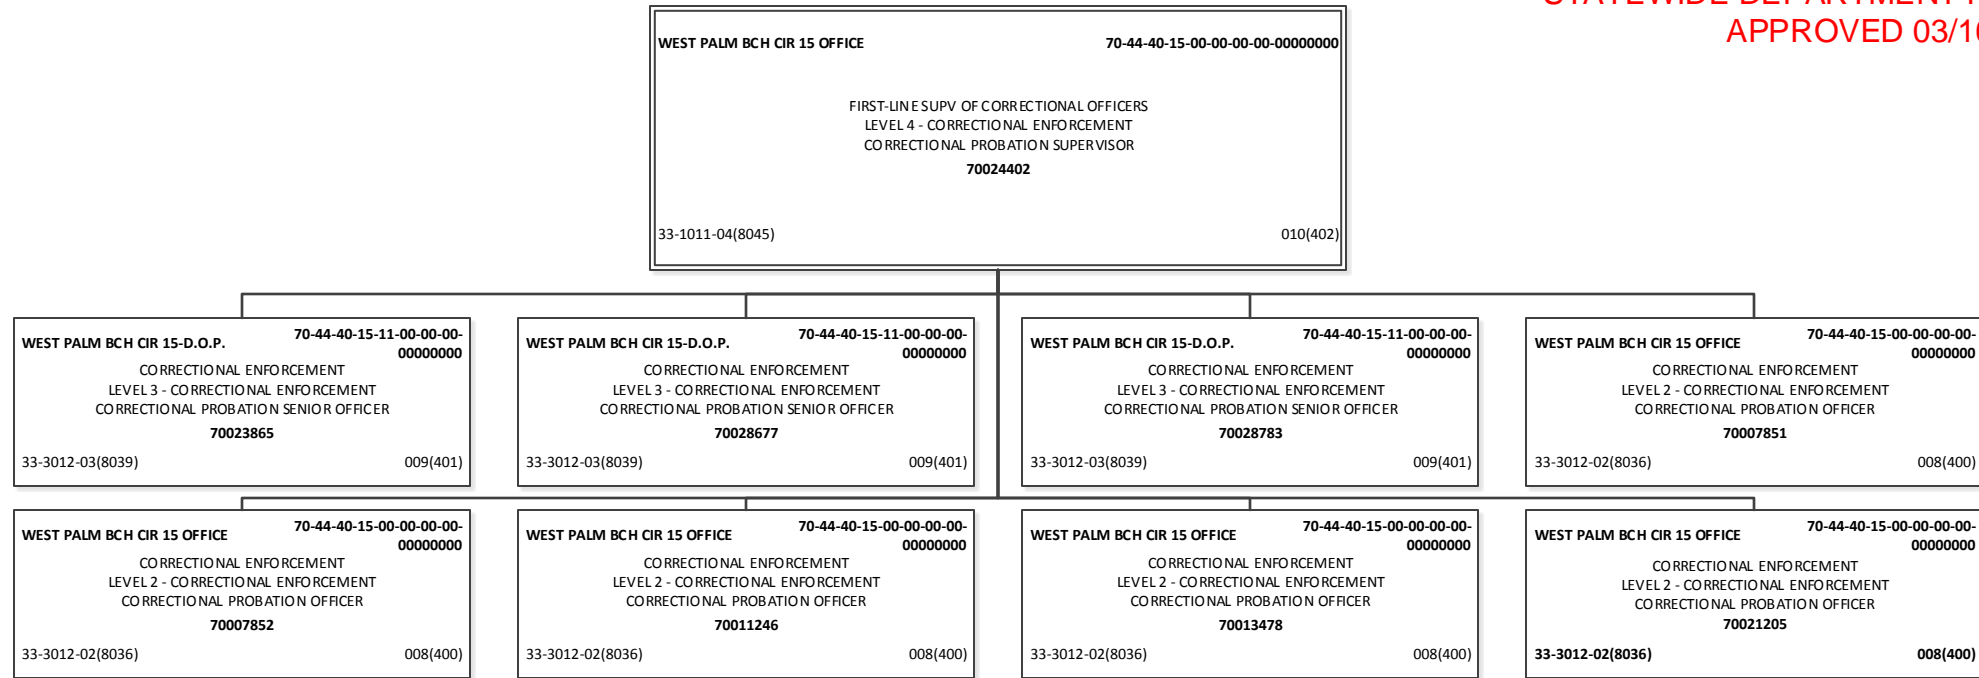 STATEWIDE DEPARTMENT
APPROVED 03/1
WEST PALM BCH CIR 15 OFFICE 70-44-40-15-00-00-00-00-00000000
FIRST-LINE SUPV OF CORRECTIONAL OFFICERS
LEVEL 4 - CORRECTIONAL ENFORCEMENT
CORRECTIONAL PROBATION SUPERVISOR
70024402
33-1011-04(8045) 010(402)
WEST PALM BCH CIR 15-D.O.P. 70-44-40-15-11-00-00-00-
00000000
CORRECTIONAL ENFORCEMENT
LEVEL 3 - CORRECTIONAL ENFORCEMENT
CORRECTIONAL PROBATION SENIOR OFFICER
70023865
33-3012-03(8039) 009(401)
WEST PALM BCH CIR 15-D.O.P. 70-44-40-15-11-00-00-00-
00000000
CORRECTIONAL ENFORCEMENT
LEVEL 3 - CORRECTIONAL ENFORCEMENT
CORRECTIONAL PROBATION SENIOR OFFICER
70028677
33-3012-03(8039) 009(401)
WEST PALM BCH CIR 15-D.O.P. 70-44-40-15-11-00-00-00-
00000000
CORRECTIONAL ENFORCEMENT
LEVEL 3 - CORRECTIONAL ENFORCEMENT
CORRECTIONAL PROBATION SENIOR OFFICER
70028783
33-3012-03(8039) 009(401)
WEST PALM BCH CIR 15 OFFICE 70-44-40-15-00-00-00-00-
00000000
CORRECTIONAL ENFORCEMENT
LEVEL 2 - CORRECTIONAL ENFORCEMENT
CORRECTIONAL PROBATION OFFICER
70007851
33-3012-02(8036) 008(400)
WEST PALM BCH CIR 15 OFFICE 70-44-40-15-00-00-00-00-
00000000
CORRECTIONAL ENFORCEMENT
LEVEL 2 - CORRECTIONAL ENFORCEMENT
CORRECTIONAL PROBATION OFFICER
70007852
33-3012-02(8036) 008(400)
WEST PALM BCH CIR 15 OFFICE 70-44-40-15-00-00-00-00-
00000000
CORRECTIONAL ENFORCEMENT
LEVEL 2 - CORRECTIONAL ENFORCEMENT
CORRECTIONAL PROBATION OFFICER
70011246
33-3012-02(8036) 008(400)
WEST PALM BCH CIR 15 OFFICE 70-44-40-15-00-00-00-00-
00000000
CORRECTIONAL ENFORCEMENT
LEVEL 2 - CORRECTIONAL ENFORCEMENT
CORRECTIONAL PROBATION OFFICER
70013478
33-3012-02(8036) 008(400)
WEST PALM BCH CIR 15 OFFICE 70-44-40-15-00-00-00-00-
00000000
CORRECTIONAL ENFORCEMENT
LEVEL 2 - CORRECTIONAL ENFORCEMENT
CORRECTIONAL PROBATION OFFICER
70021205
33-3012-02(8036) 008(400)